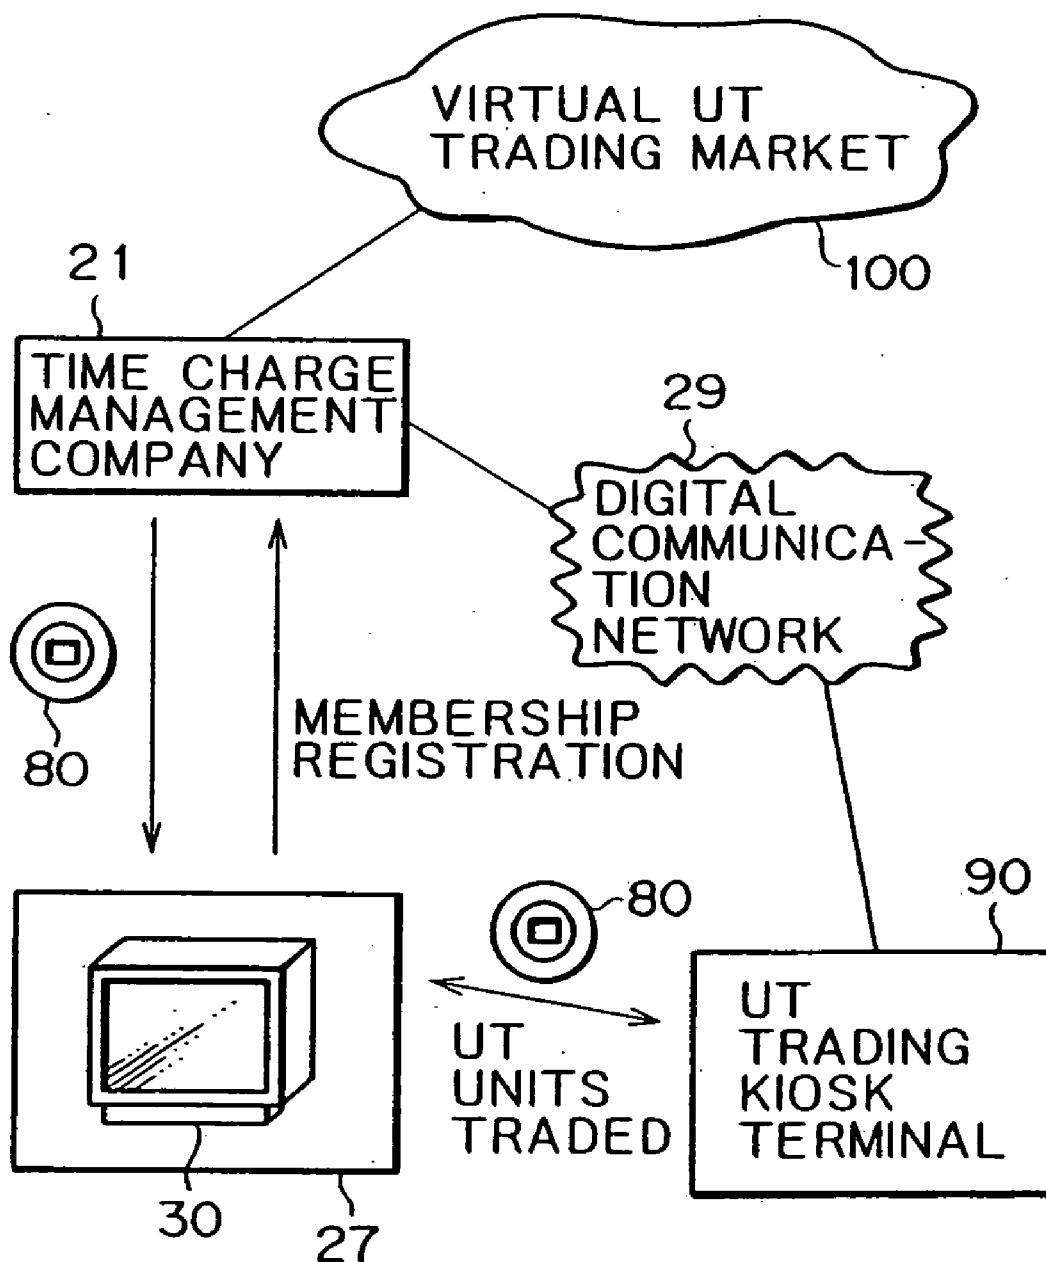 VIRTUAL UT
TRADING MARKET
100
21
TIME CHARGE
MANAGEMENT
COMPANY
29
DIGITAL
COMMUNICA-
TION
NETWORK
80
MEMBERSHIP
REGISTRATION
80
90
UT
UNITS
TRADED
UT
TRADING
KIOSK
TERMINAL
30
27